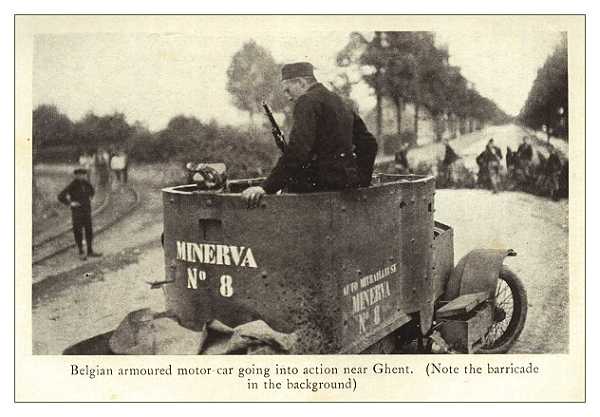 MINERVA
Nº 8
AUTO MITRAILLEUSE
MINERVA
Nº 8
Belgian armoured motor-car going into action near Ghent. (Note the barricade
in the background)